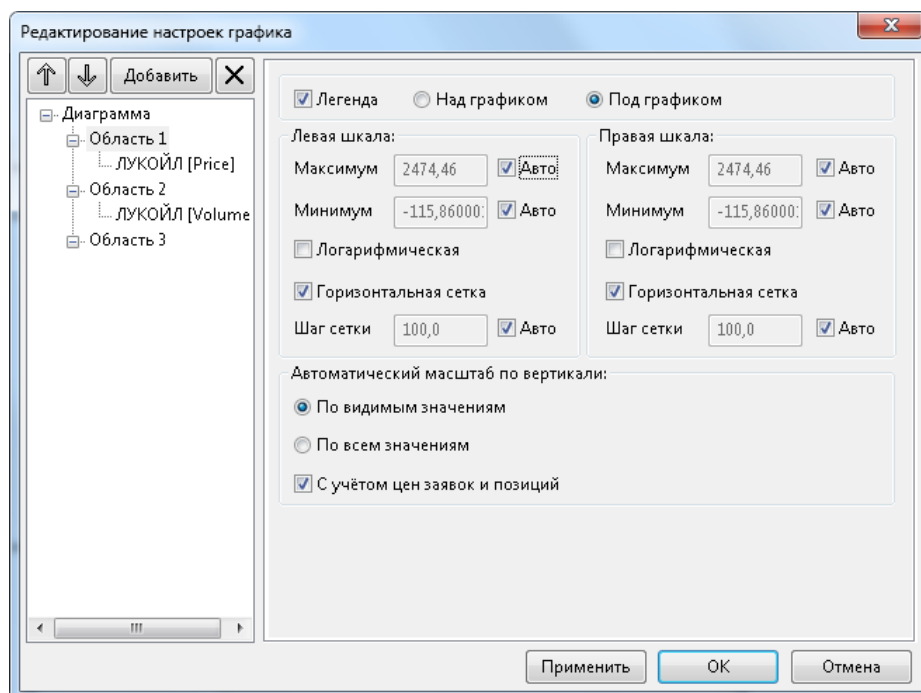 Редактирование настроек графика
Добавить
Диаграмма
Область 1
ЛУКОЙЛ [Price]
Область 2
ЛУКОЙЛ [Volume
Область 3
Легенда Над графиком Под графиком
Левая шкала:
Максимум 2474,46 Авто
Минимум -115,86000: Авто
Логарифмическая
Горизонтальная сетка
Шаг сетки 100,0 Авто
Правая шкала:
Максимум 2474,46 Авто
Минимум -115,86000: Авто
Логарифмическая
Горизонтальная сетка
Шаг сетки 100,0 Авто
Автоматический масштаб по вертикали:
По видимым значениям
По всем значениям
С учётом цен заявок и позиций
Применить OK Отмена